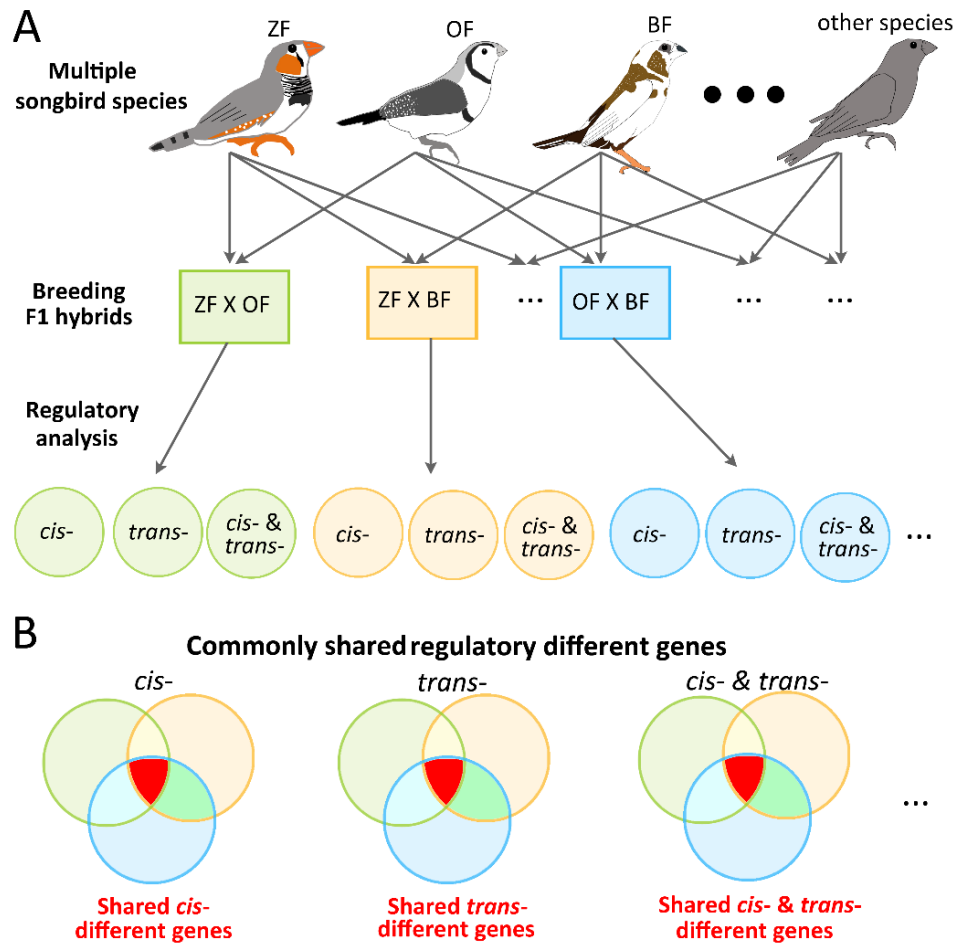 A
ZF
OF
BF
other species
Multiple
songbird species
Breeding
F1 hybrids
ZF X OF
ZF X BF
...
OF X BF
...
...
Regulatory
analysis
cis-
trans-
cis- &
trans-
cis-
trans-
cis- &
trans-
cis-
trans-
cis- &
trans-
...
B
Commonly shared regulatory different genes
cis-
trans-
cis- & trans-
...
Shared cis-
different genes
Shared trans-
different genes
Shared cis- & trans-
different genes